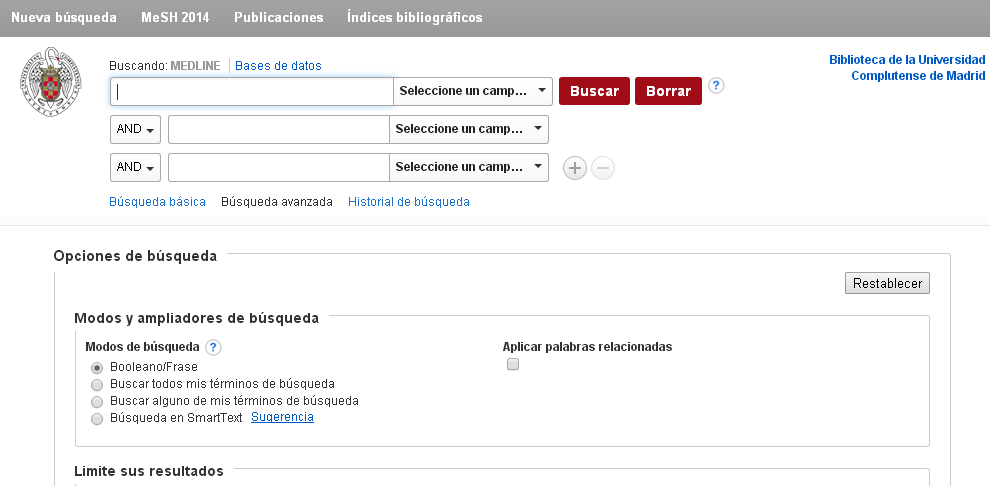 Nueva búsqueda MeSH 2014 Publicaciones Índices bibliográficos
Buscando: MEDLINE Bases de datos
Biblioteca de la Universidad
Complutense de Madrid
Seleccione un camp... Buscar Borrar ?
AND Seleccione un camp...
AND Seleccione un camp...
Búsqueda básica Búsqueda avanzada Historial de búsqueda
Opciones de búsqueda
Restablecer
Modos y ampliadores de búsqueda
Modos de búsqueda ? Aplicar palabras relacionadas
Booleano/Frase
Buscar todos mis términos de búsqueda
Buscar alguno de mis términos de búsqueda
Búsqueda en SmartText Sugerencia
Limite sus resultados